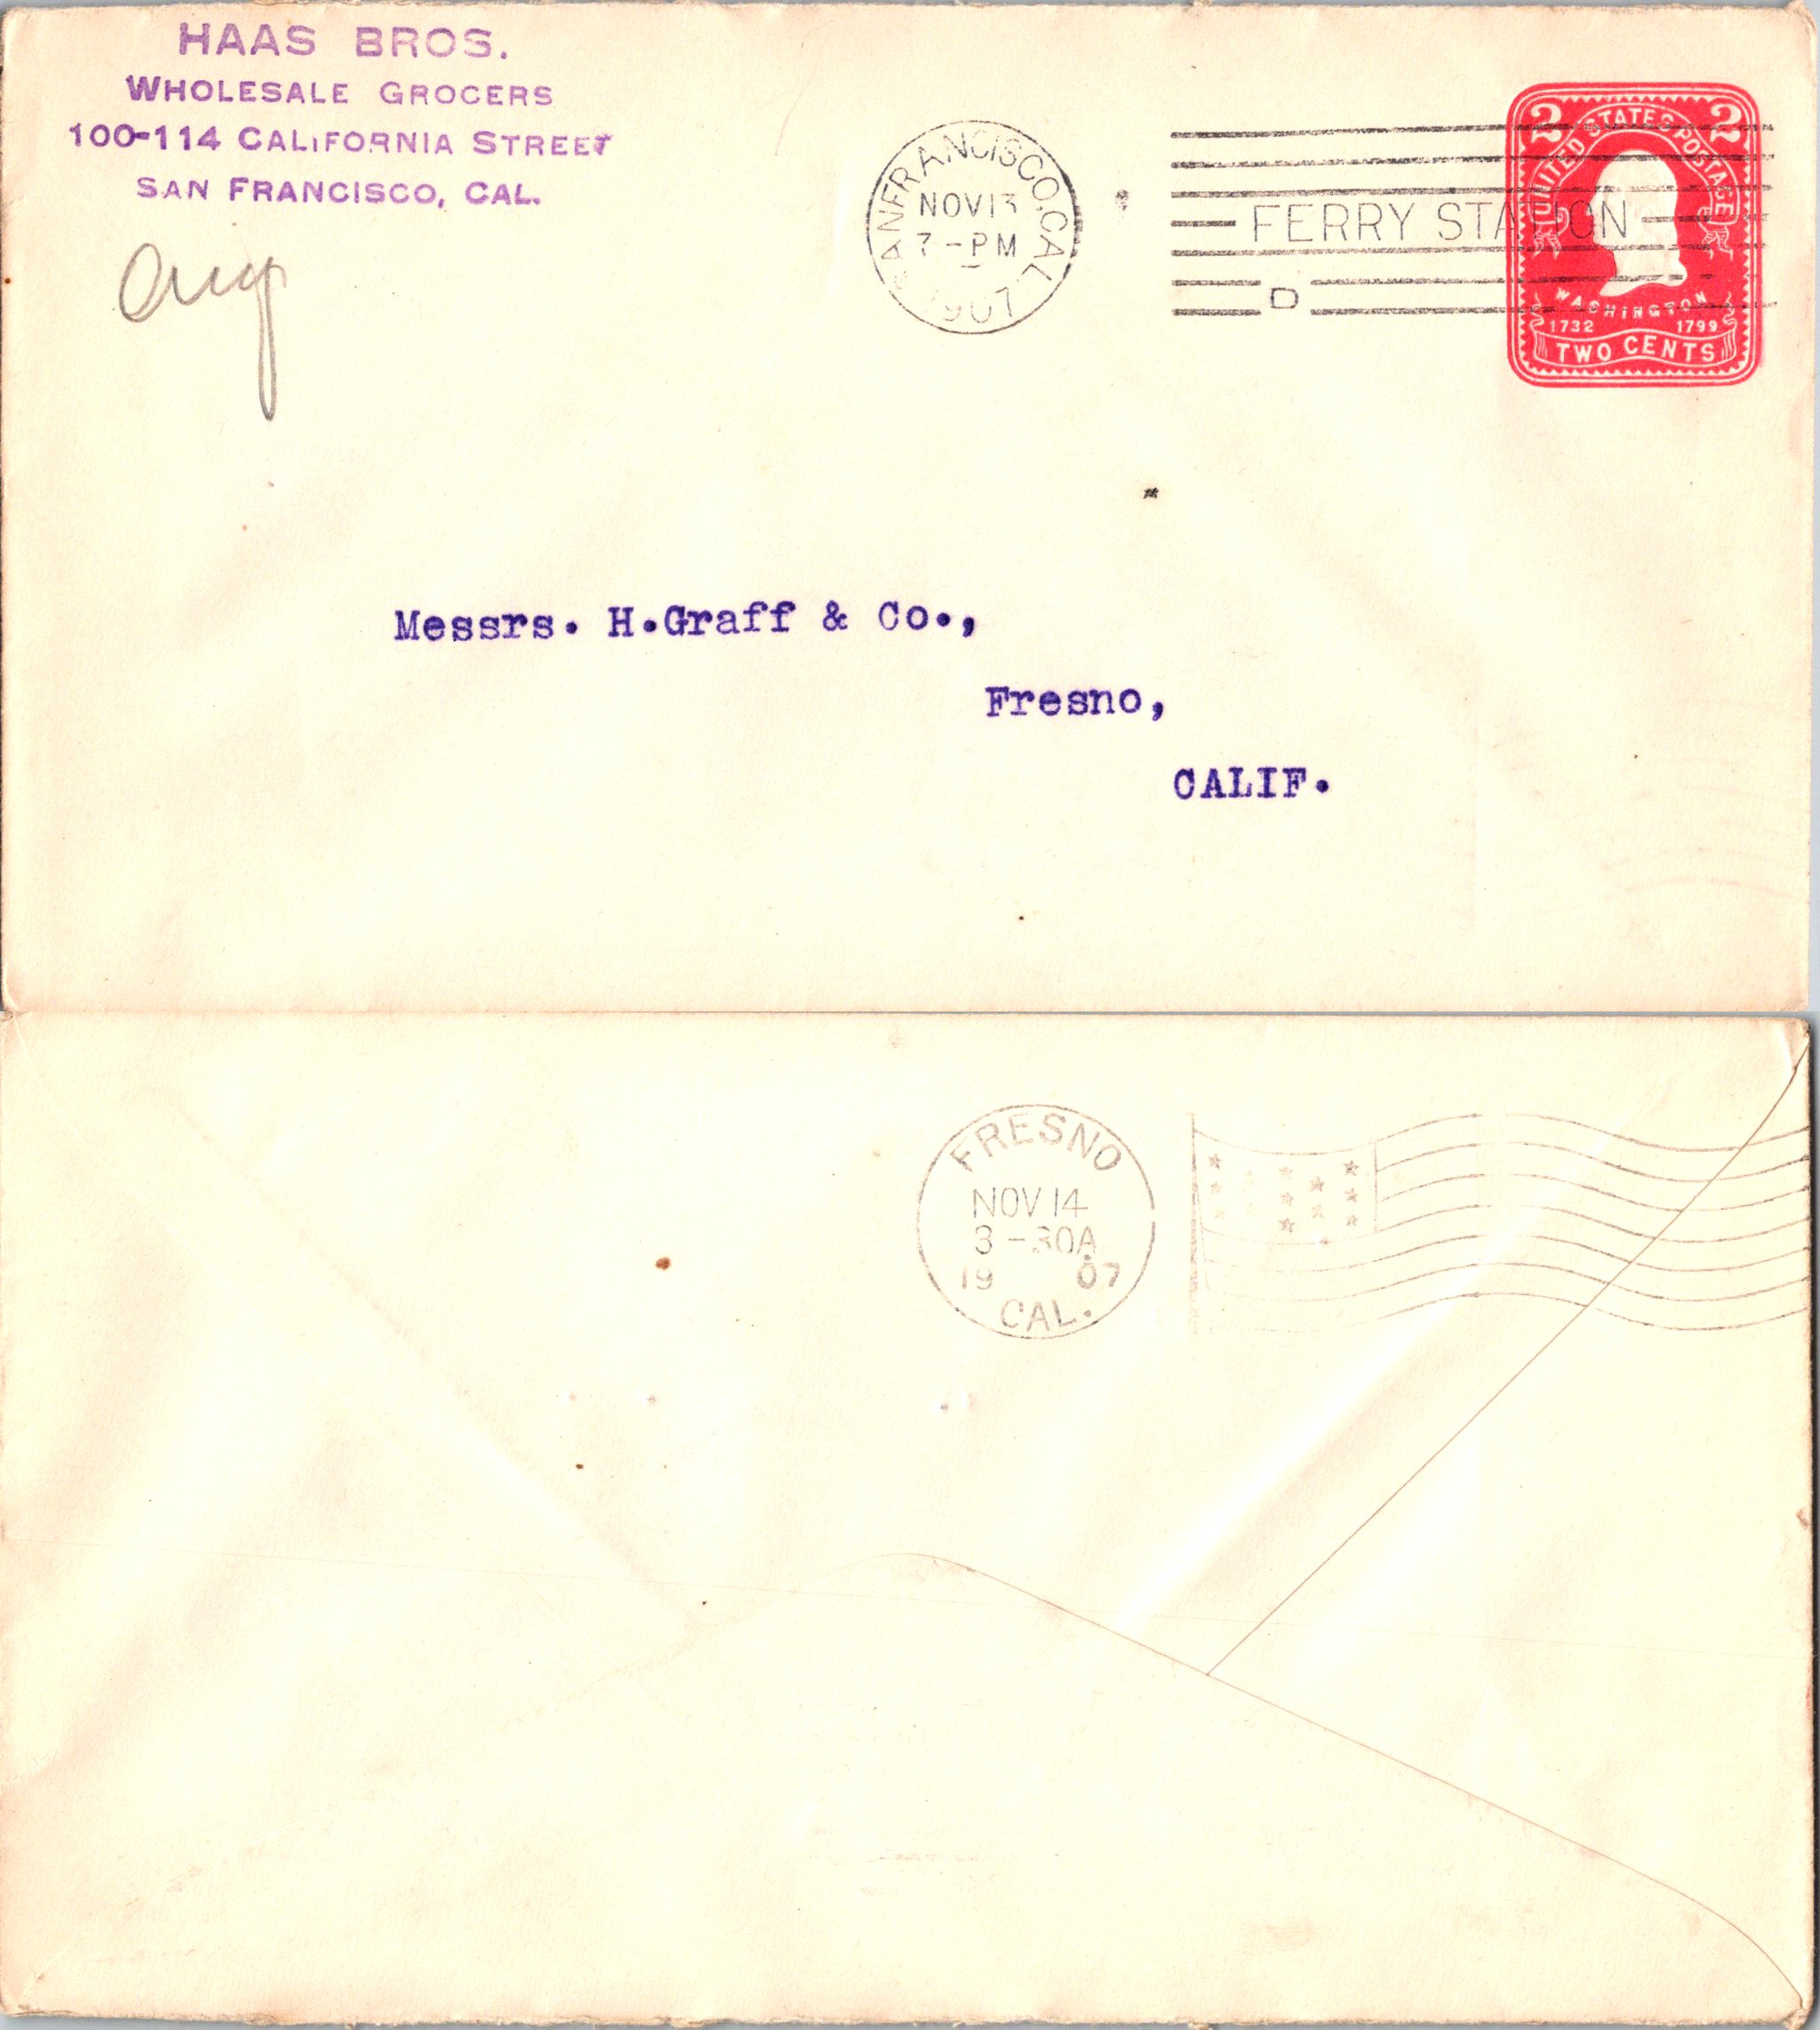 HAAS BROS.
WHOLESALE GROCERS
100-114 CALIFORNIA STREET
SAN FRANCISCO, CAL.
SAN FRANCISCO, CAL.
NOV 13
7-PM
1907
FERRY STATION
D
2 2
UNITED STATES POSTAGE
WASHINGTON
1732 1799
TWO CENTS
Messrs. H.Graff & Co.,
Fresno,
CALIF.
FRESNO
NOV 14
3-30A
19 07
CAL.